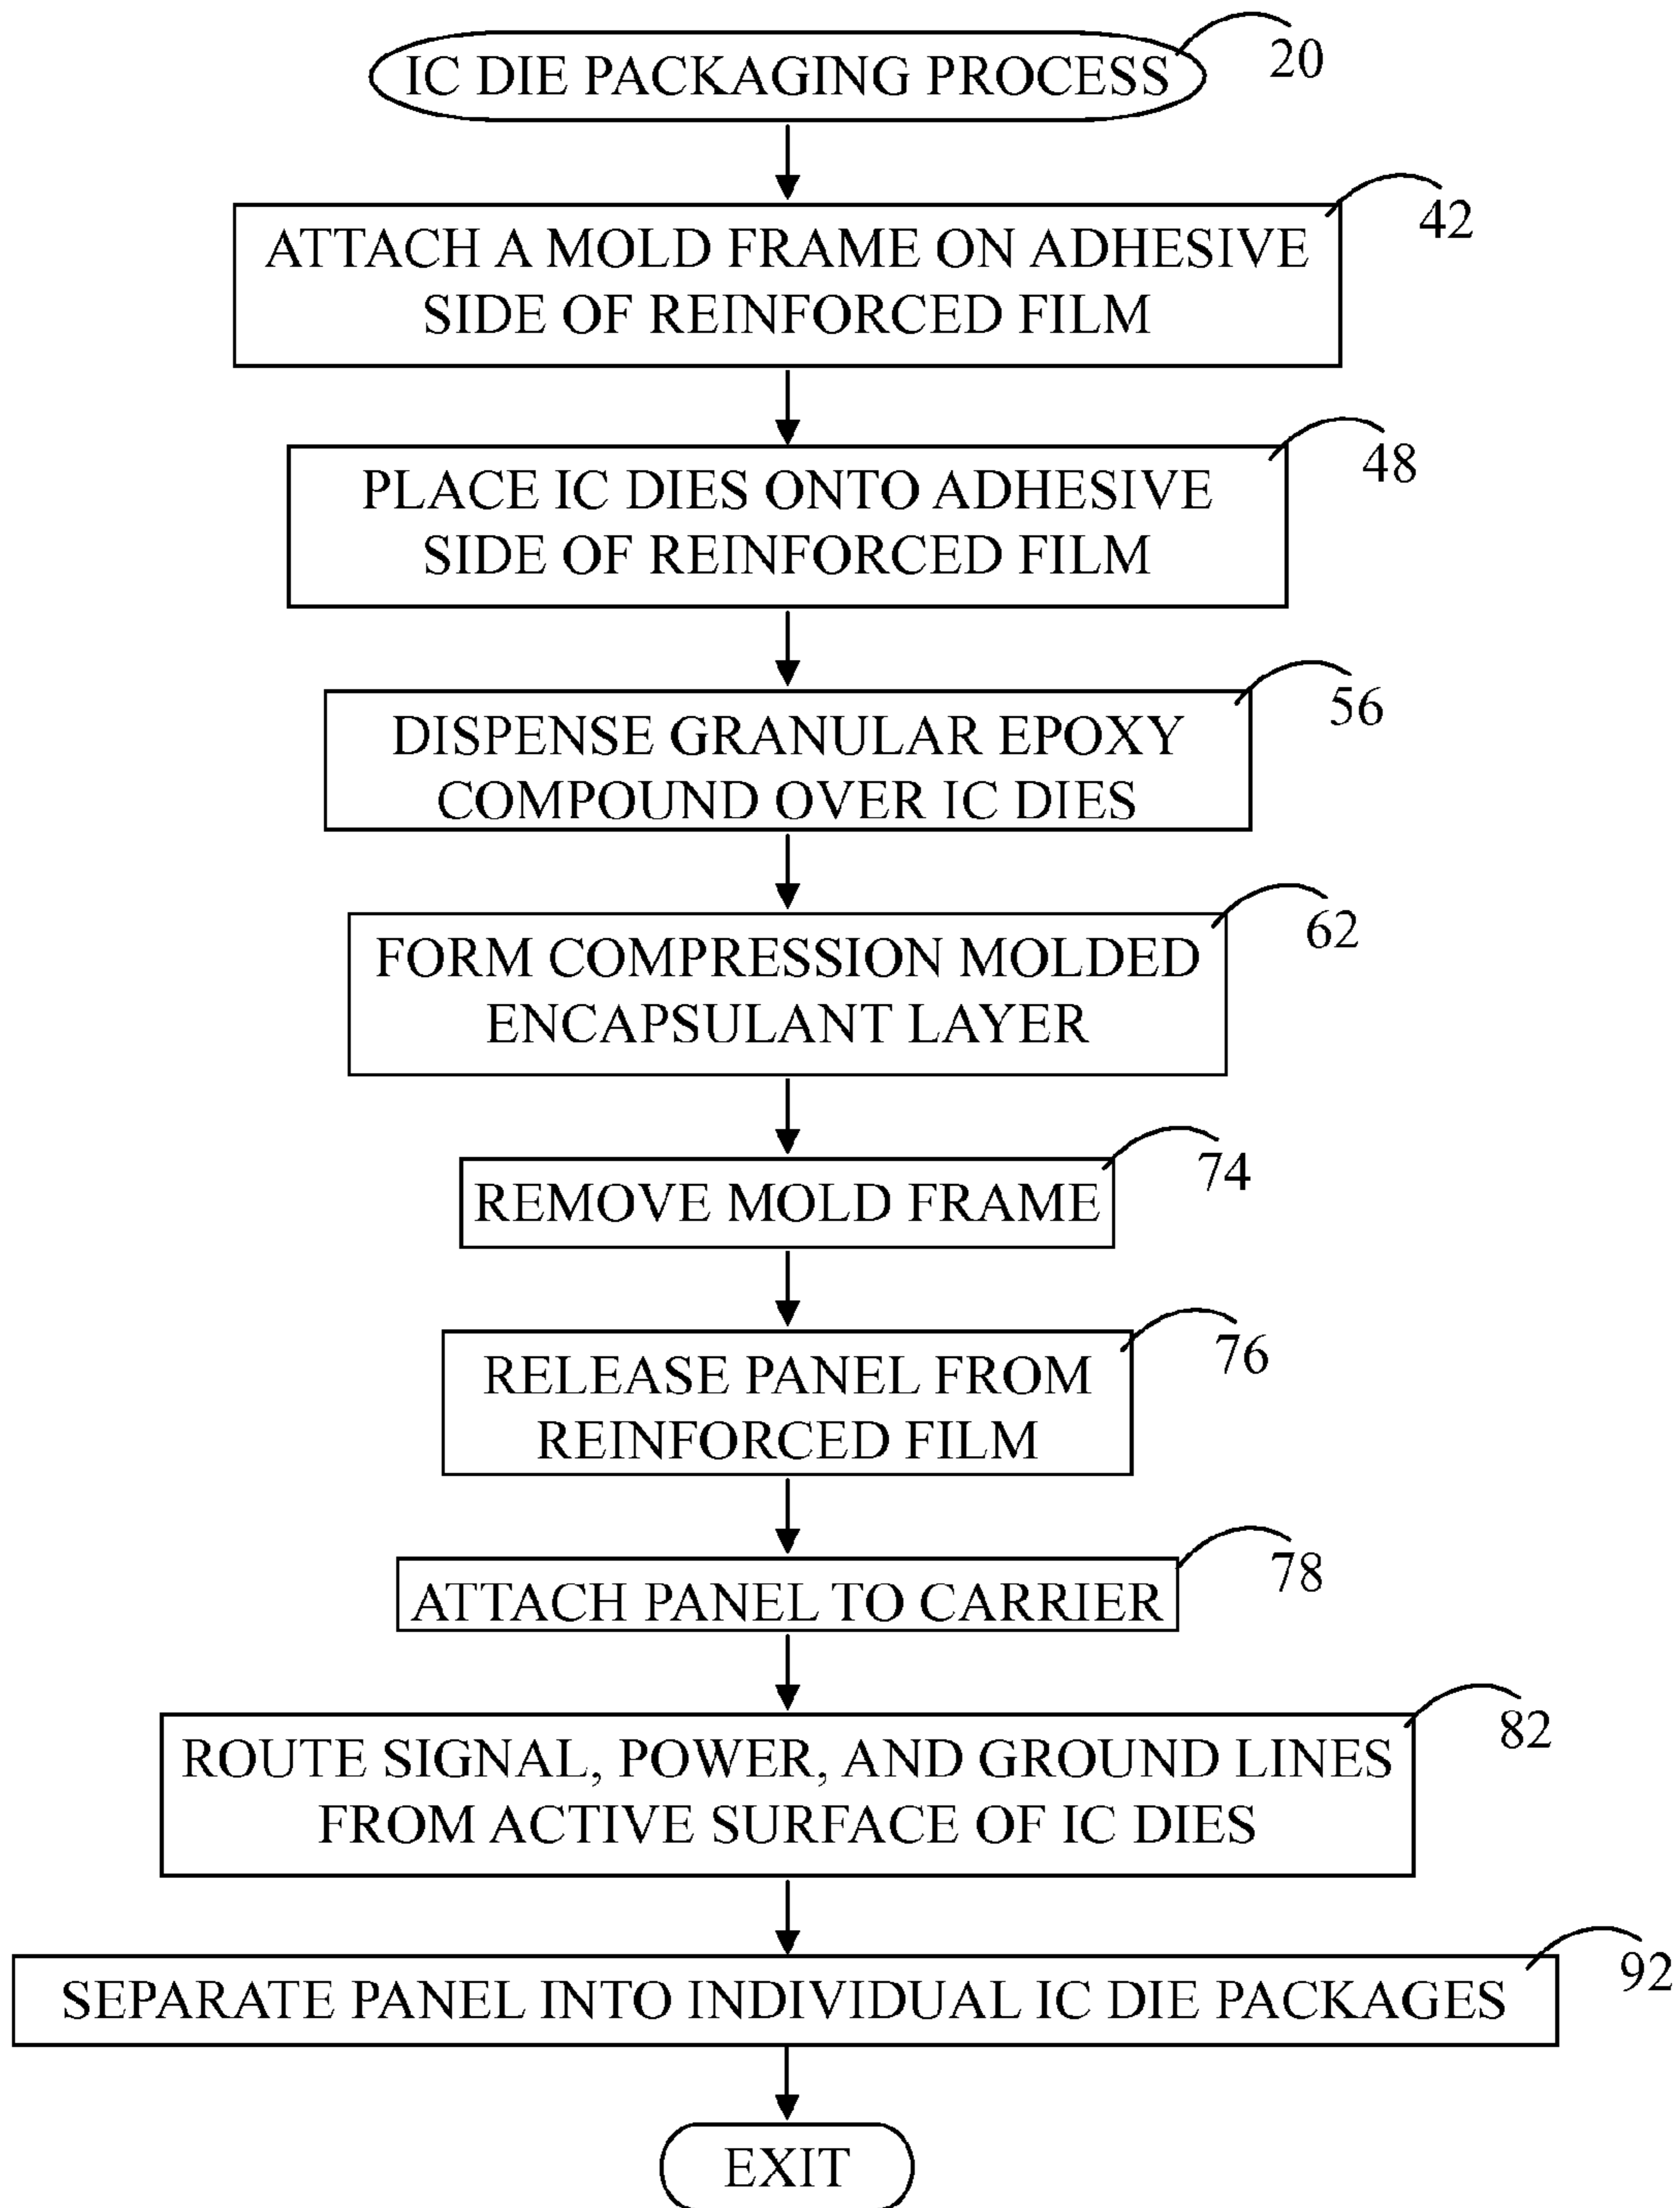 IC DIE PACKAGING PROCESS
20
ATTACH A MOLD FRAME ON ADHESIVE
SIDE OF REINFORCED FILM
42
PLACE IC DIES ONTO ADHESIVE
SIDE OF REINFORCED FILM
48
DISPENSE GRANULAR EPOXY
COMPOUND OVER IC DIES
56
FORM COMPRESSION MOLDED
ENCAPSULANT LAYER
62
REMOVE MOLD FRAME
74
RELEASE PANEL FROM
REINFORCED FILM
76
ATTACH PANEL TO CARRIER
78
ROUTE SIGNAL, POWER, AND GROUND LINES
FROM ACTIVE SURFACE OF IC DIES
82
SEPARATE PANEL INTO INDIVIDUAL IC DIE PACKAGES
92
EXIT